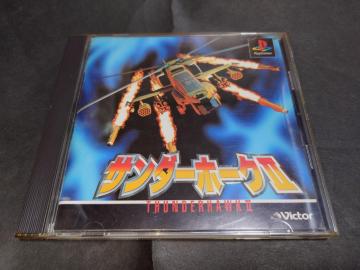 PlayStation
サンダーホークII
THUNDERHAWK II
Victor